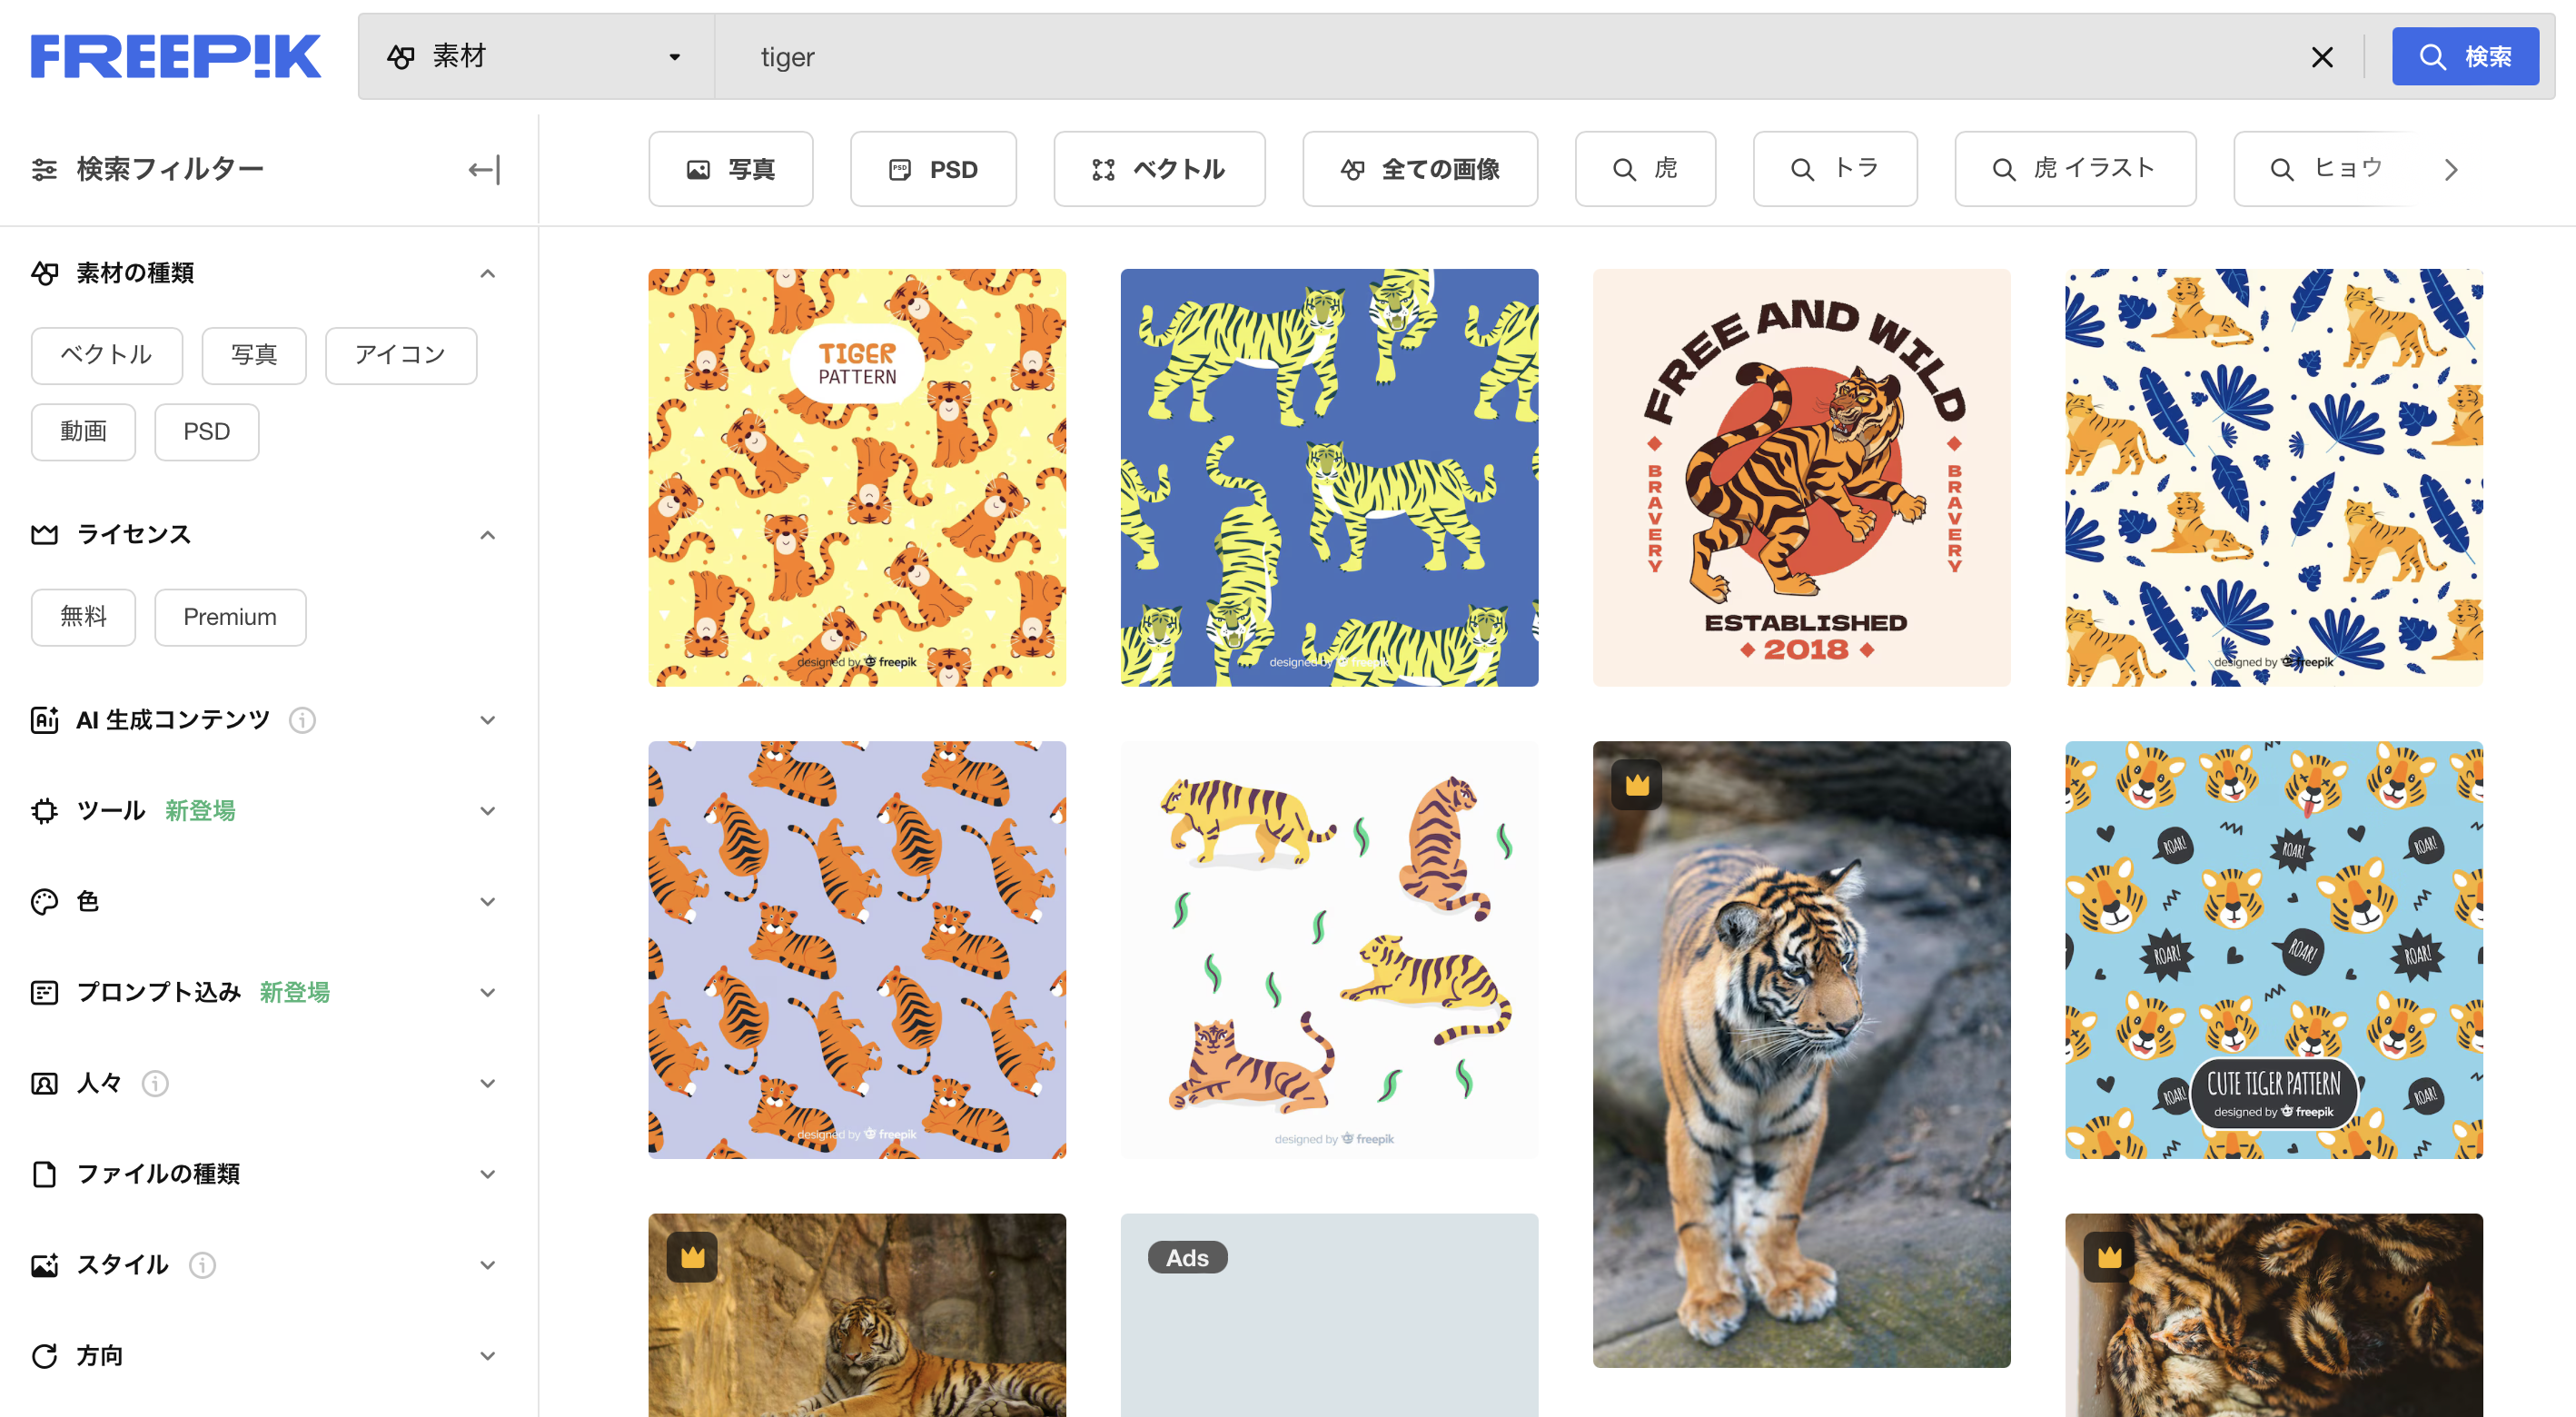 FREEP!K
素材
tiger
検索
検索フィルター
写真
PSD
ベクトル
全ての画像
虎
トラ
虎 イラスト
ヒョウ
素材の種類
ベクトル
写真
アイコン
動画
PSD
ライセンス
無料
Premium
AI 生成コンテンツ
ツール 新登場
色
プロンプト込み 新登場
人々
ファイルの種類
スタイル
方向
TIGER
PATTERN
designed by freepik
designed by freepik
FREE AND WILD
BRAVERY
BRAVERY
ESTABLISHED
2018
designed by freepik
designed by freepik
designed by freepik
ROAR!
ROAR!
ROAR!
ROAR!
ROAR!
ROAR!
ROAR!
ROAR!
CUTE TIGER PATTERN
designed by freepik
Ads